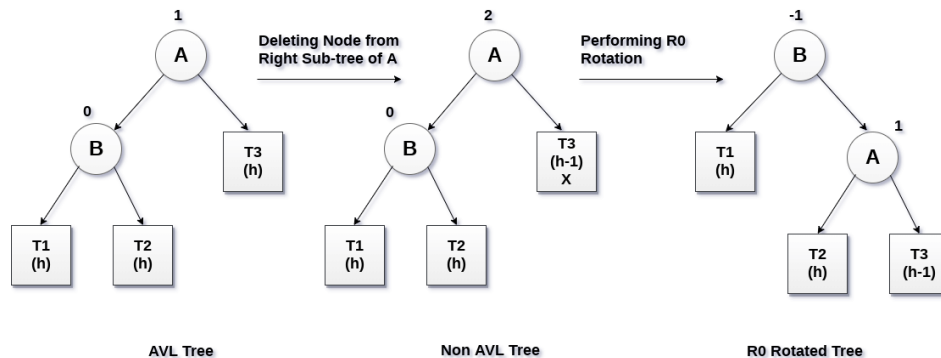 1
A
0
B
T3
(h)
T1
(h)
T2
(h)
AVL Tree
Deleting Node from
Right Sub-tree of A
2
A
0
B
T3
(h-1)
X
T1
(h)
T2
(h)
Non AVL Tree
Performing R0
Rotation
-1
B
T1
(h)
1
A
T2
(h)
T3
(h-1)
R0 Rotated Tree